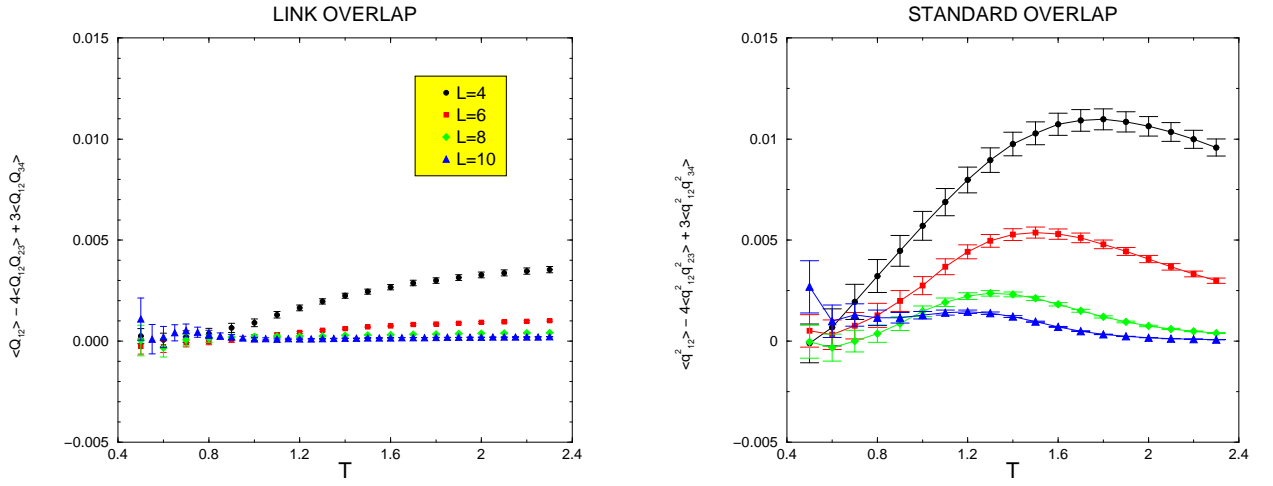 LINK OVERLAP
0.015
0.010
0.005
0.000
−0.005
0.4
0.8
1.2
1.6
2
2.4
T
<Q₁₂> − 4<Q₁₂Q₂₃> + 3<Q₁₂Q₃₄>
L=4
L=6
L=8
L=10
STANDARD OVERLAP
0.015
0.01
0.005
0
−0.005
0.4
0.8
1.2
1.6
2
2.4
T
<q²₁₂> − 4<q²₁₂q²₂₃> + 3<q²₁₂q²₃₄>